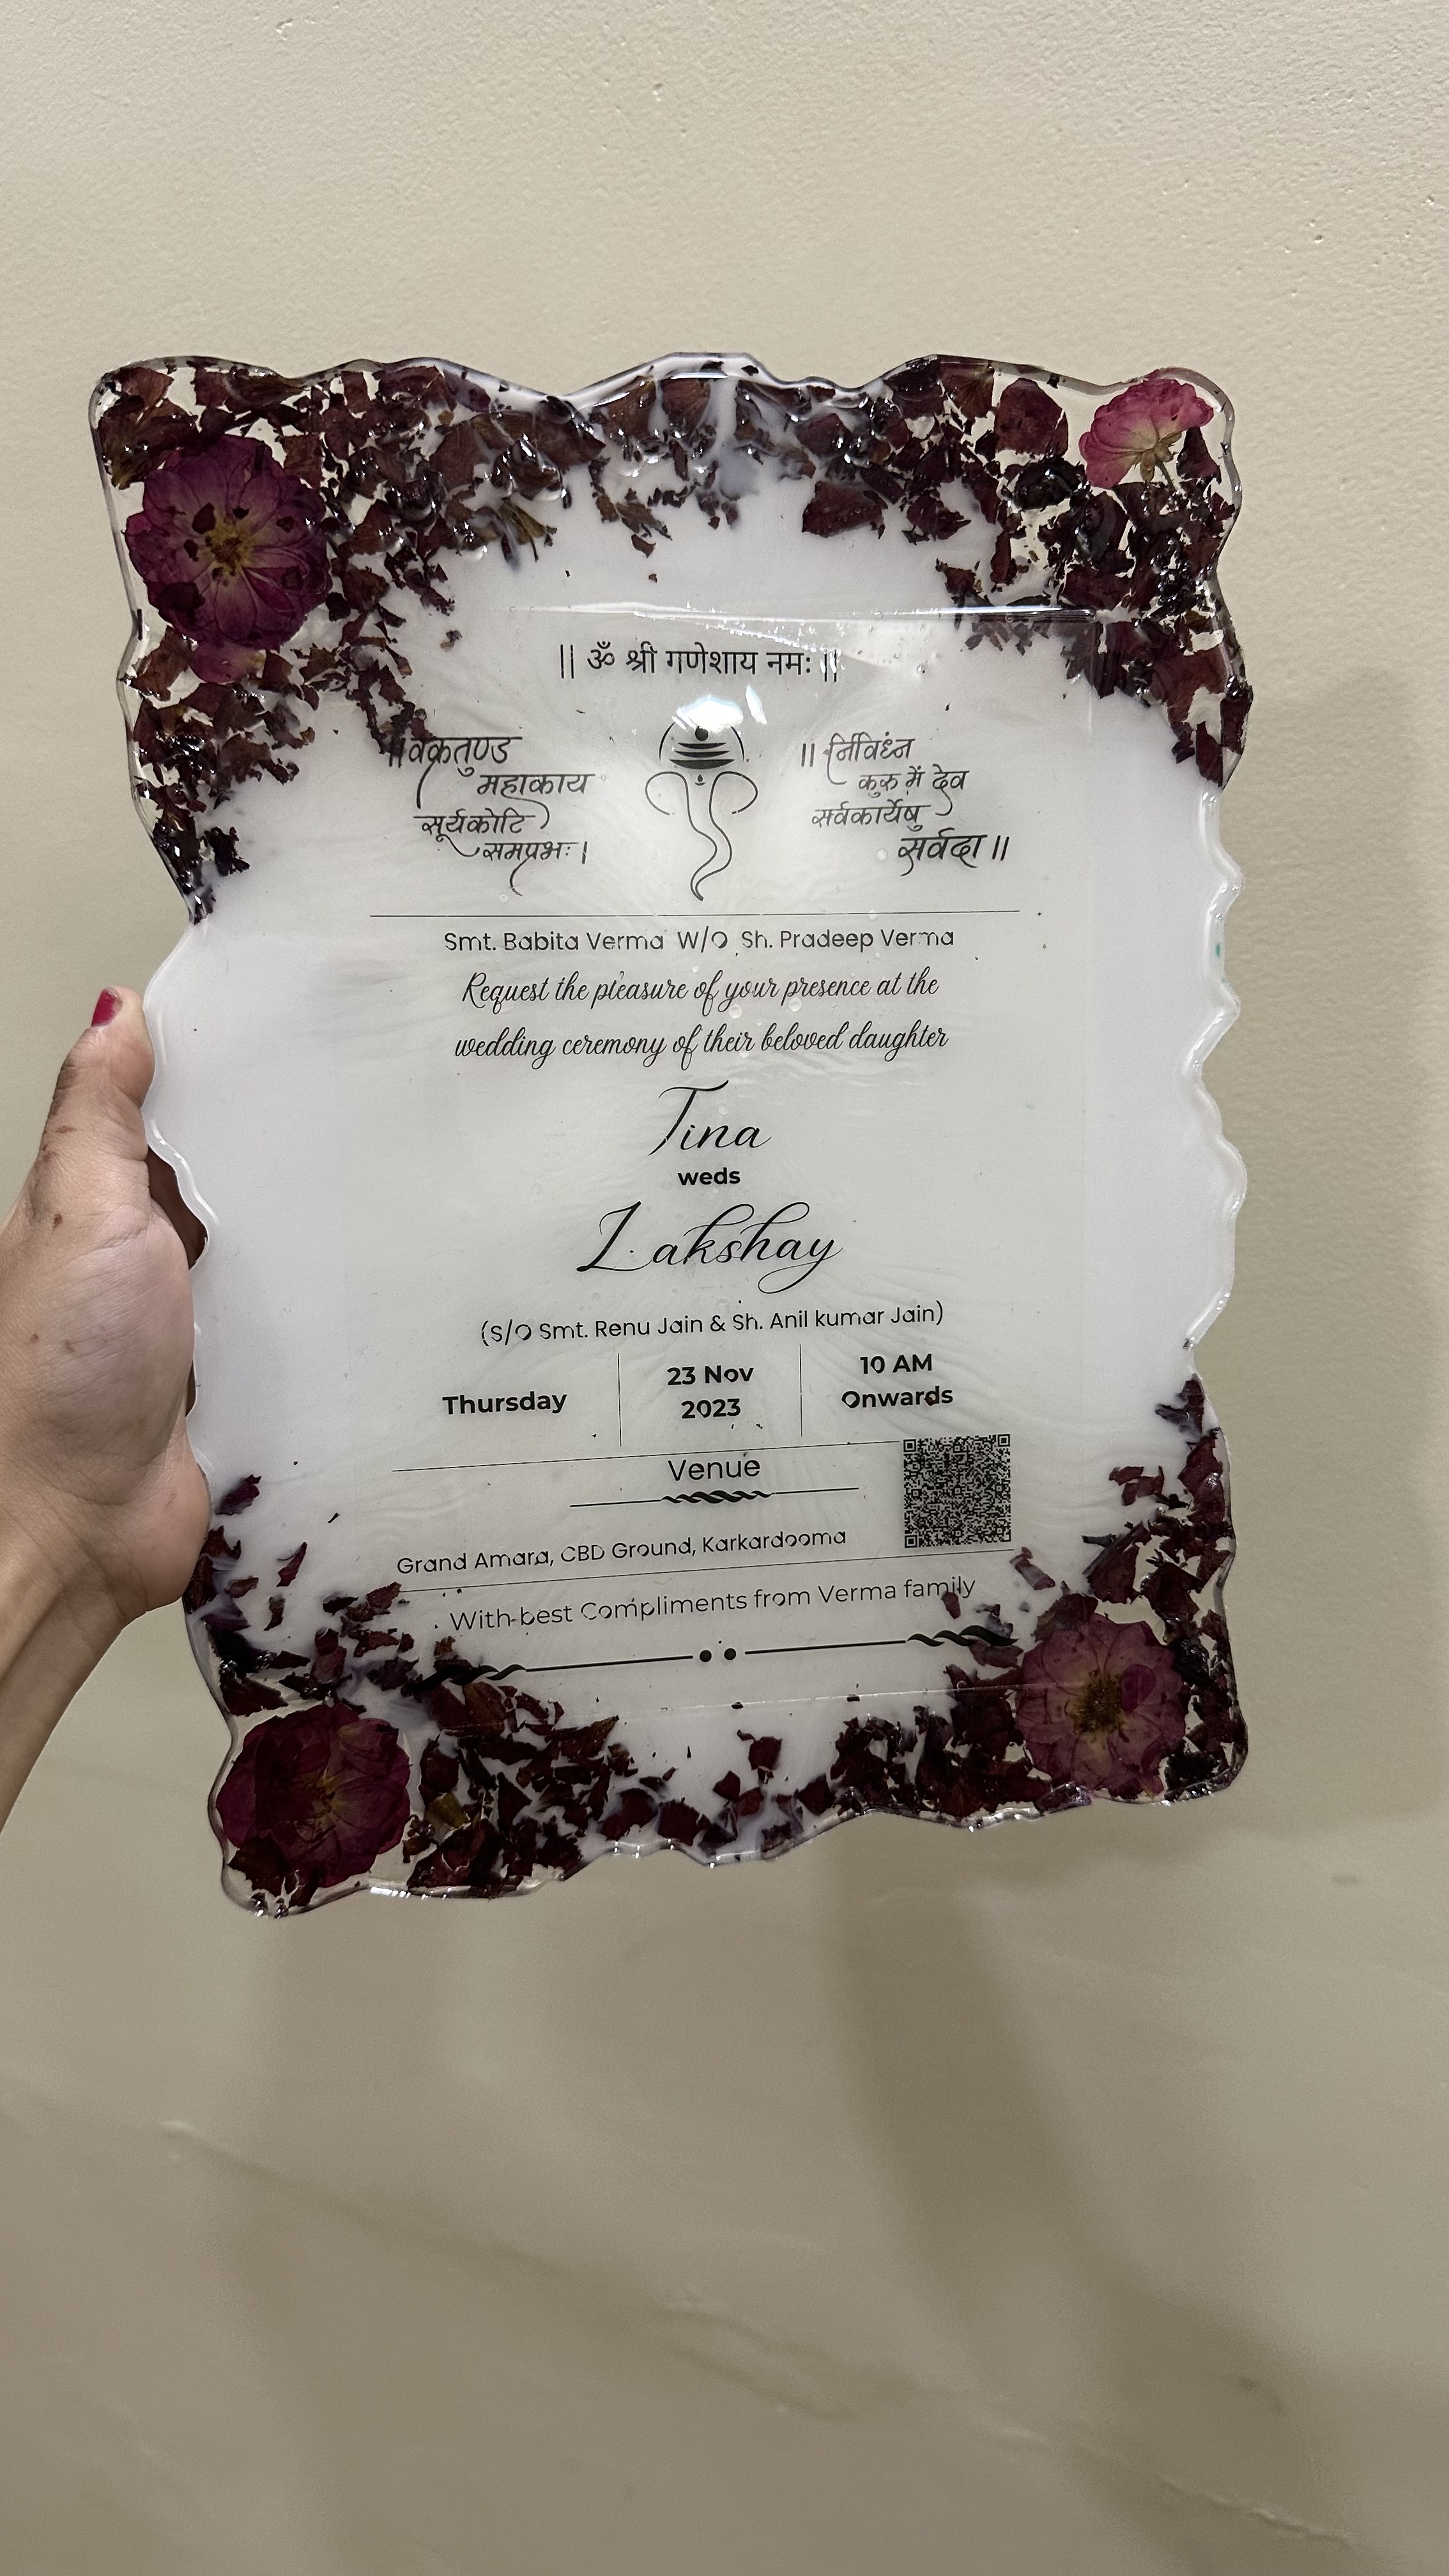 || ॐ श्री गणेशाय नमः ||
||वक्रतुण्ड
महाकाय
सूर्यकोटि
समप्रभः।
|| निर्विध्न
कुरु में देव
सर्वकार्येषु
सर्वदा ||
Smt. Babita Verma W/O Sh. Pradeep Verma
Request the pleasure of your presence at the
wedding ceremony of their beloved daughter
Tina
weds
Lakshay
(S/O Smt. Renu Jain & Sh. Anil kumar Jain)
Thursday
23 Nov
2023
10 AM
Onwards
Venue
Grand Amara, CBD Ground, Karkardooma
With best Compliments from Verma family